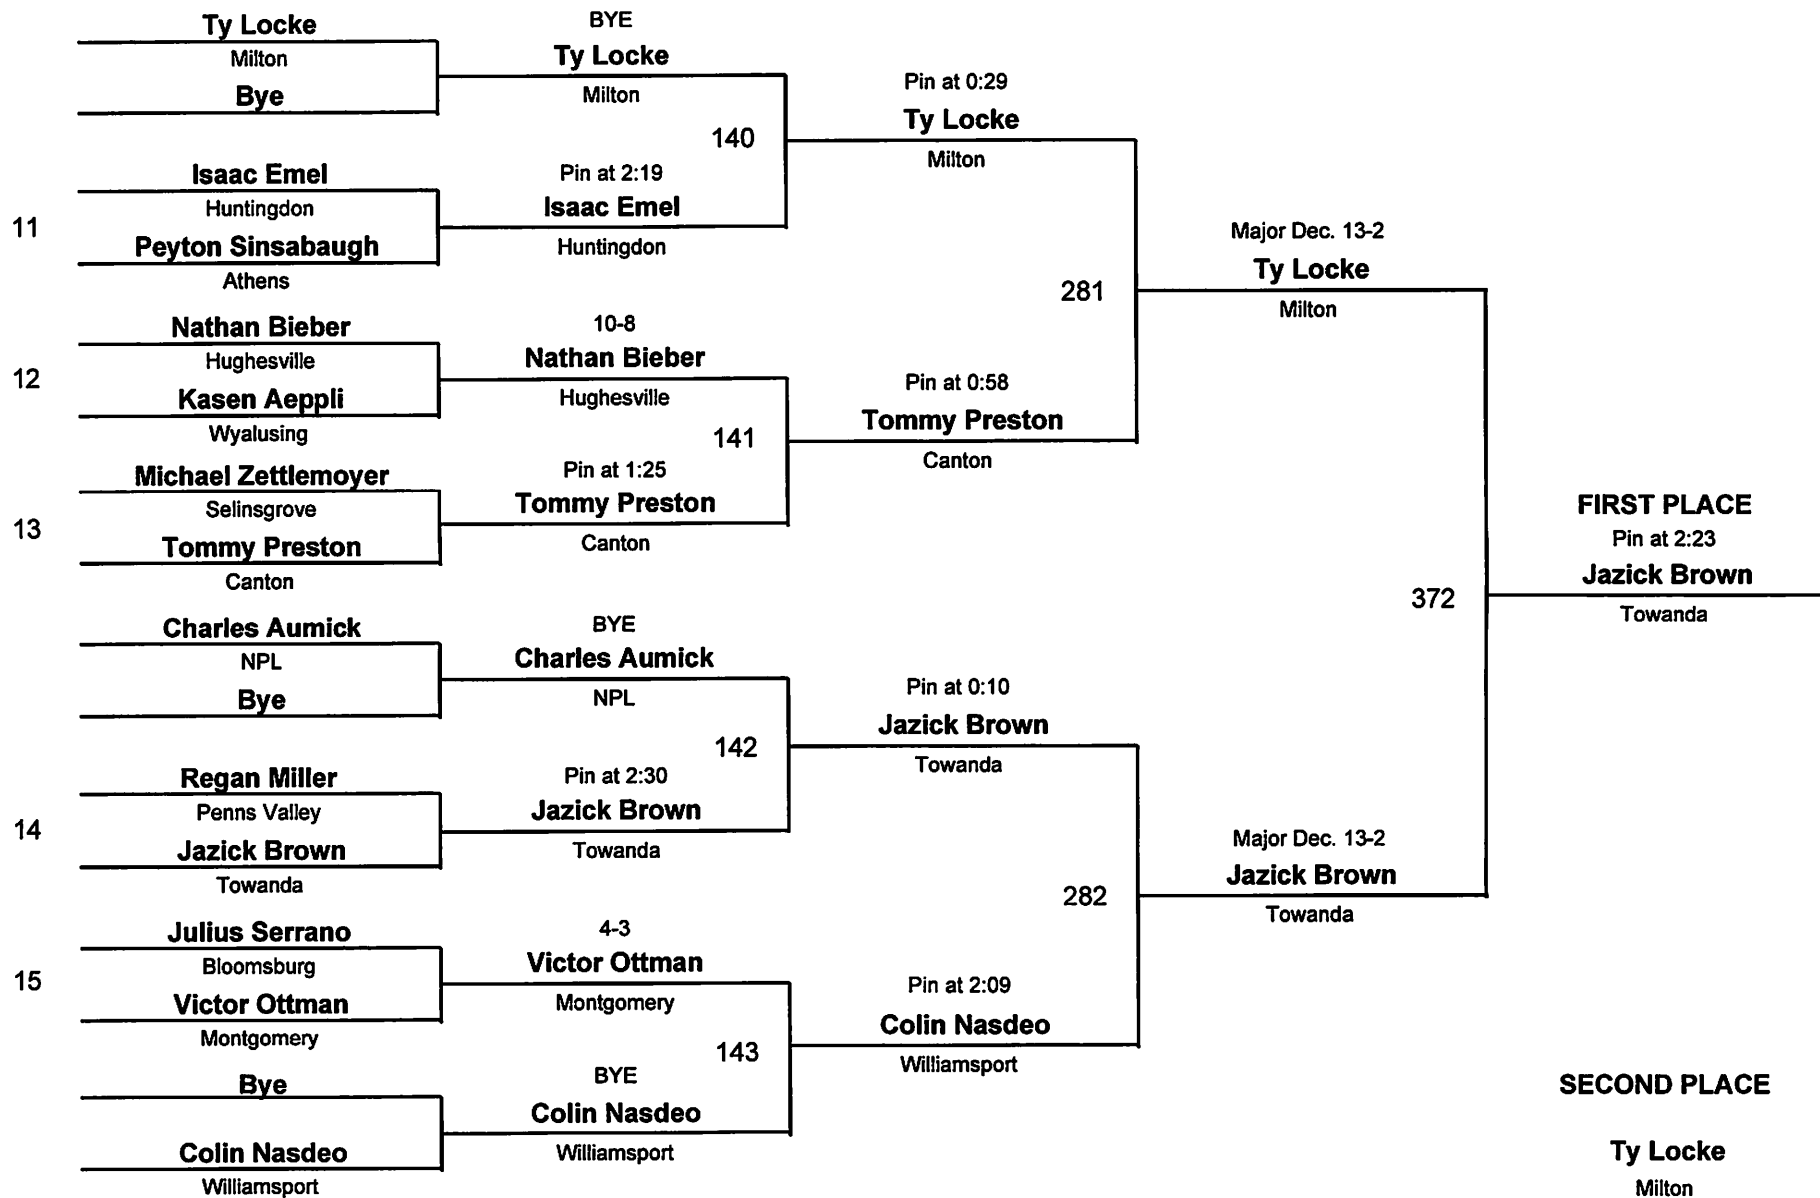 Ty Locke
Milton
Bye
11
Isaac Emel
Huntingdon
Peyton Sinsabaugh
Athens
12
Nathan Bieber
Hughesville
Kasen Aeppli
Wyalusing
13
Michael Zettlemoyer
Selinsgrove
Tommy Preston
Canton
Charles Aumick
NPL
Bye
14
Regan Miller
Penns Valley
Jazick Brown
Towanda
15
Julius Serrano
Bloomsburg
Victor Ottman
Montgomery
Bye
Colin Nasdeo
Williamsport
BYE
Ty Locke
Milton
140
Pin at 2:19
Isaac Emel
Huntingdon
10-8
Nathan Bieber
Hughesville
141
Pin at 1:25
Tommy Preston
Canton
BYE
Charles Aumick
NPL
142
Pin at 2:30
Jazick Brown
Towanda
4-3
Victor Ottman
Montgomery
143
BYE
Colin Nasdeo
Williamsport
Pin at 0:29
Ty Locke
Milton
281
Pin at 0:58
Tommy Preston
Canton
Pin at 0:10
Jazick Brown
Towanda
282
Pin at 2:09
Colin Nasdeo
Williamsport
Major Dec. 13-2
Ty Locke
Milton
372
Major Dec. 13-2
Jazick Brown
Towanda
FIRST PLACE
Pin at 2:23
Jazick Brown
Towanda
SECOND PLACE
Ty Locke
Milton